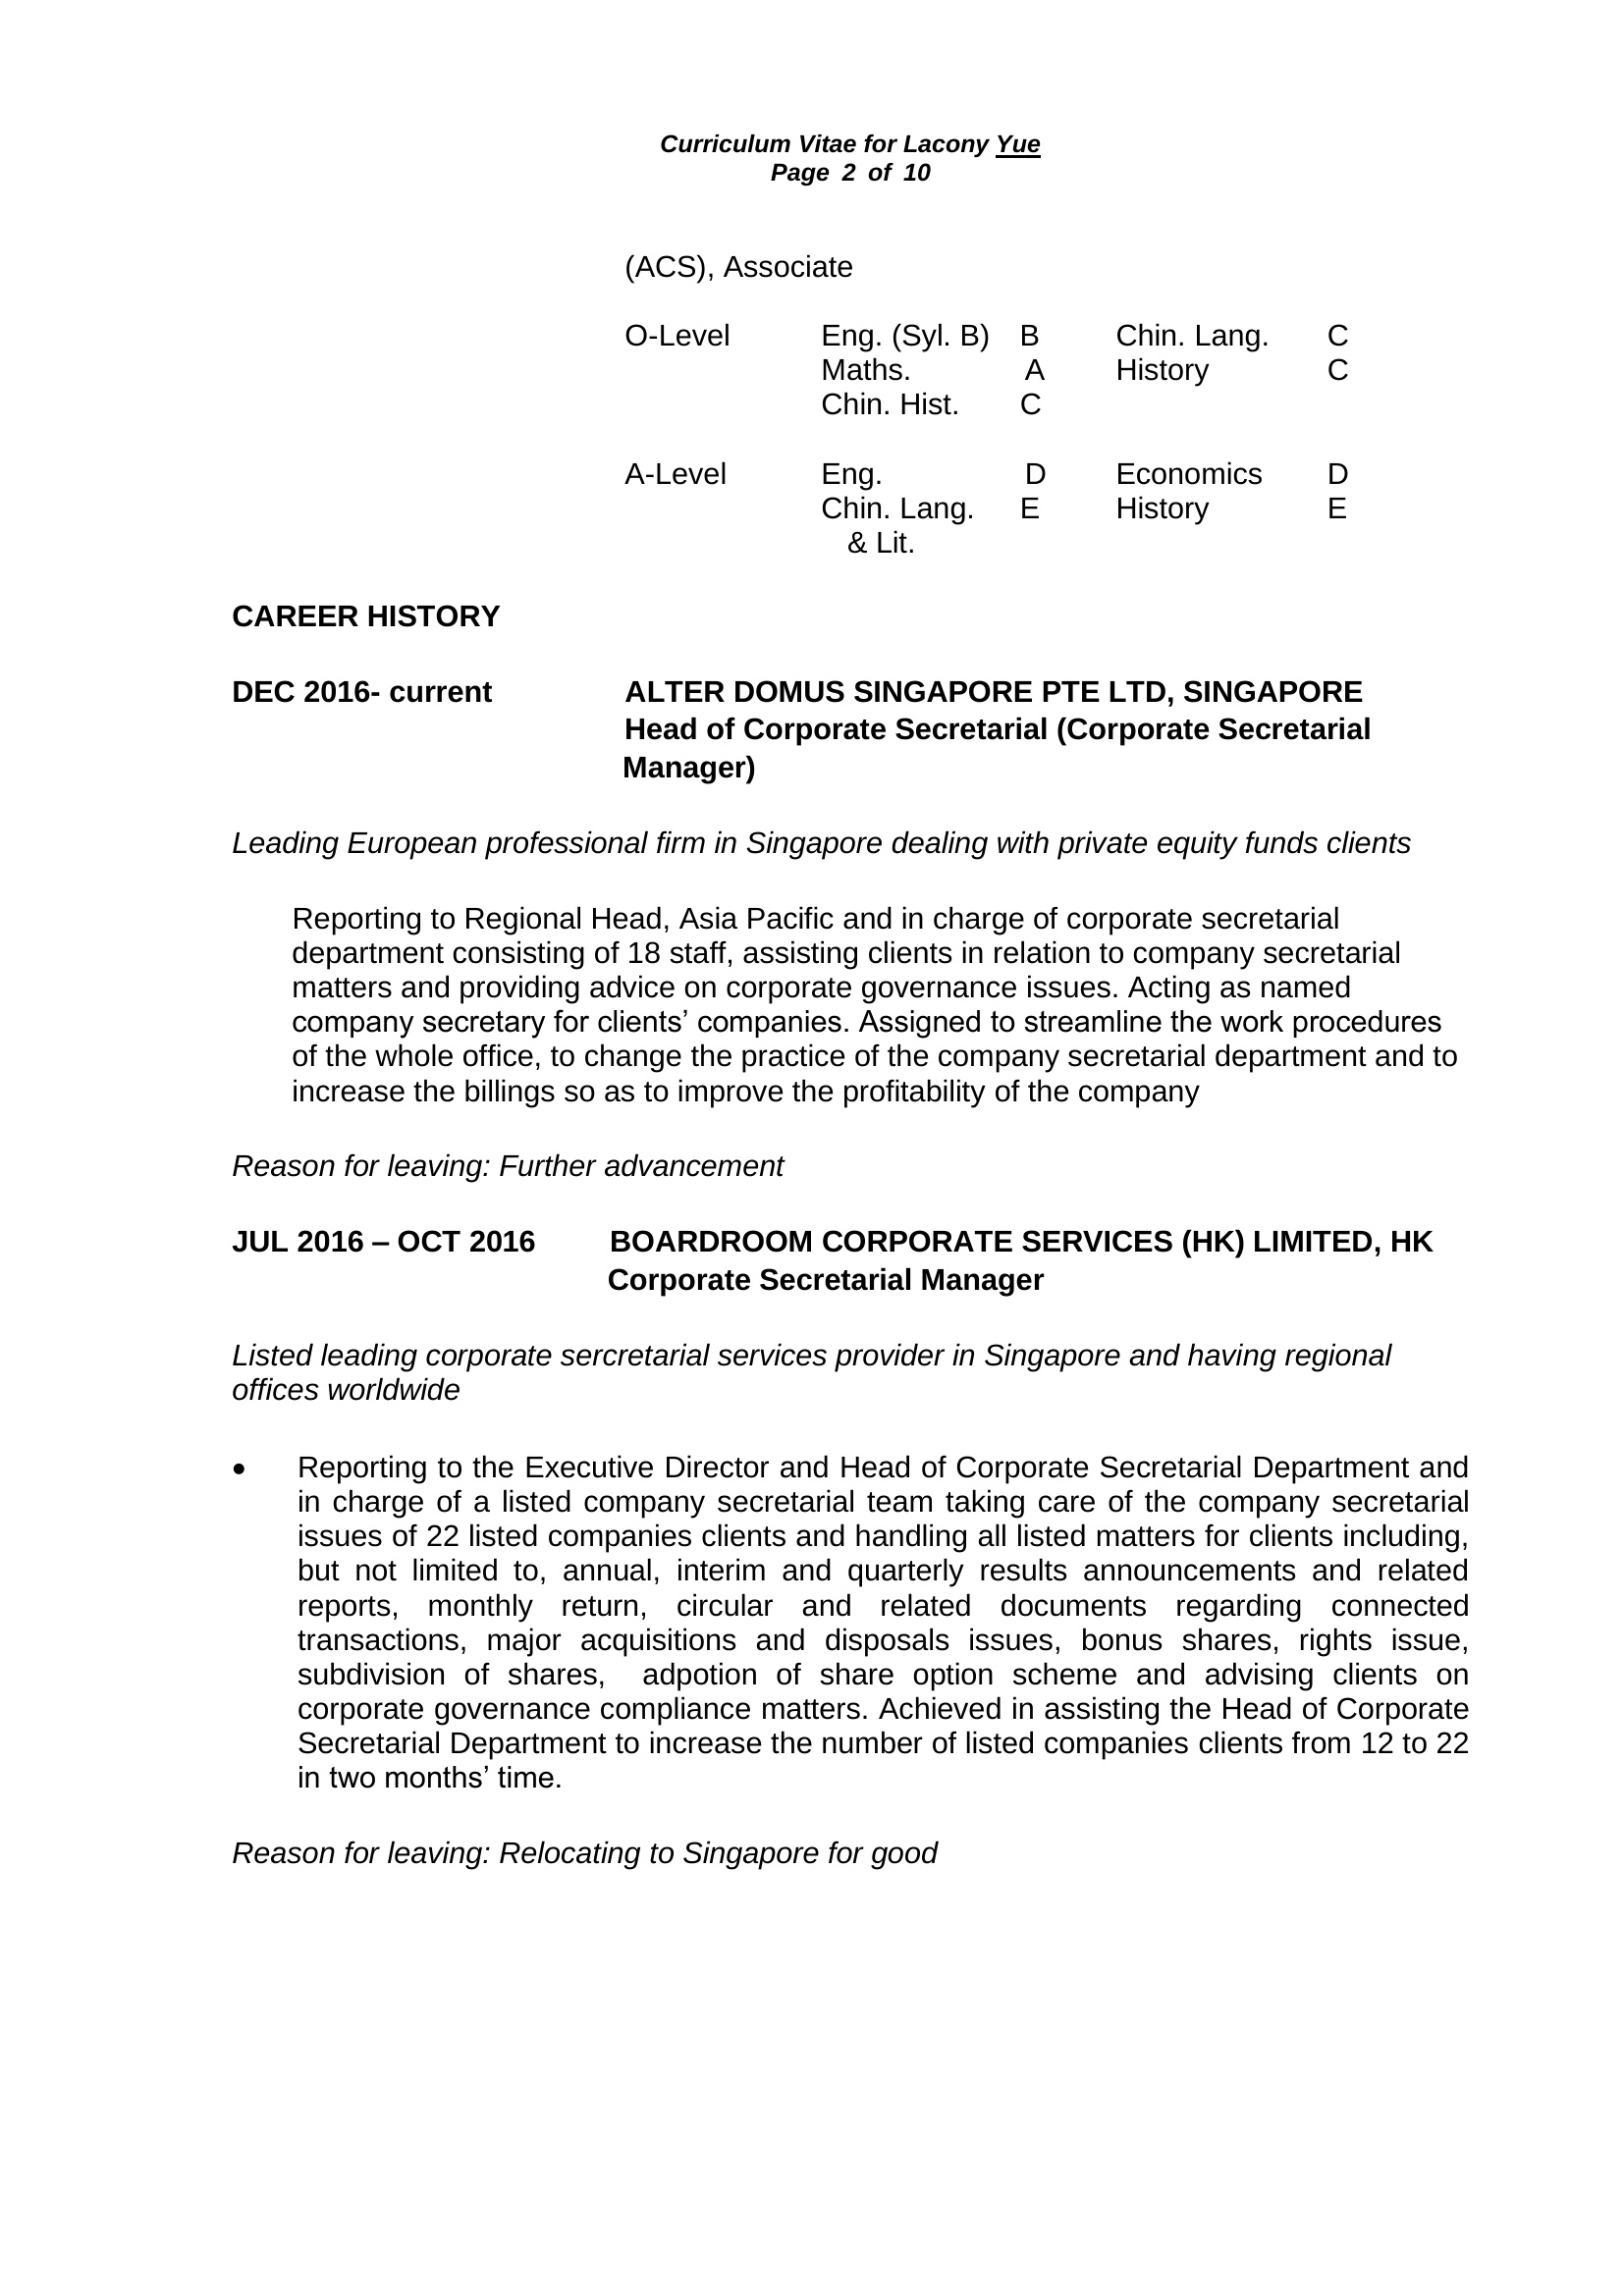 Curriculum Vitae for Lacony Yue
Page 2 of 10
(ACS), Associate
O-Level Eng. (Syl. B) B Chin. Lang. C
Maths. A History C
Chin. Hist. C
A-Level Eng. D Economics D
Chin. Lang. E History E
& Lit.
CAREER HISTORY
DEC 2016- current ALTER DOMUS SINGAPORE PTE LTD, SINGAPORE
Head of Corporate Secretarial (Corporate Secretarial
Manager)
Leading European professional firm in Singapore dealing with private equity funds clients
Reporting to Regional Head, Asia Pacific and in charge of corporate secretarial
department consisting of 18 staff, assisting clients in relation to company secretarial
matters and providing advice on corporate governance issues. Acting as named
company secretary for clients’ companies. Assigned to streamline the work procedures
of the whole office, to change the practice of the company secretarial department and to
increase the billings so as to improve the profitability of the company
Reason for leaving: Further advancement
JUL 2016 – OCT 2016 BOARDROOM CORPORATE SERVICES (HK) LIMITED, HK
Corporate Secretarial Manager
Listed leading corporate sercretarial services provider in Singapore and having regional
offices worldwide
• Reporting to the Executive Director and Head of Corporate Secretarial Department and
in charge of a listed company secretarial team taking care of the company secretarial
issues of 22 listed companies clients and handling all listed matters for clients including,
but not limited to, annual, interim and quarterly results announcements and related
reports, monthly return, circular and related documents regarding connected
transactions, major acquisitions and disposals issues, bonus shares, rights issue,
subdivision of shares, adpotion of share option scheme and advising clients on
corporate governance compliance matters. Achieved in assisting the Head of Corporate
Secretarial Department to increase the number of listed companies clients from 12 to 22
in two months’ time.
Reason for leaving: Relocating to Singapore for good